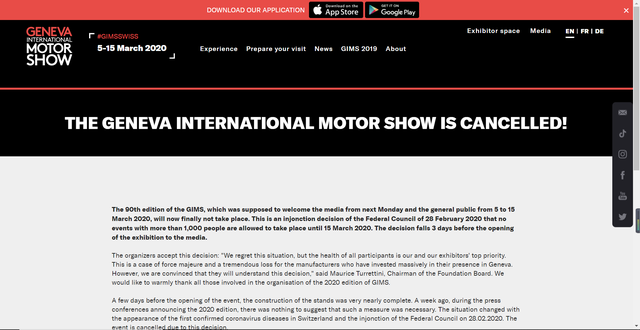 DOWNLOAD OUR APPLICATION
Download on the
App Store
GET IT ON
Google Play
GENEVA
INTERNATIONAL
MOTOR
SHOW
#GIMSSWISS
5-15 March 2020
Experience Prepare your visit News GIMS 2019 About
Exhibitor space Media EN | FR | DE
THE GENEVA INTERNATIONAL MOTOR SHOW IS CANCELLED!
The 90th edition of the GIMS, which was supposed to welcome the media from next Monday and the general public from 5 to 15
March 2020, will now finally not take place. This is an injonction decision of the Federal Council of 28 February 2020 that no
events with more than 1,000 people are allowed to take place until 15 March 2020. The decision falls 3 days before the opening
of the exhibition to the media.
The organizers accept this decision: "We regret this situation, but the health of all participants is our and our exhibitors' top priority.
This is a case of force majeure and a tremendous loss for the manufacturers who have invested massively in their presence in Geneva.
However, we are convinced that they will understand this decision," said Maurice Turrettini, Chairman of the Foundation Board. We
would like to warmly thank all those involved in the organisation of the 2020 edition of GIMS.
A few days before the opening of the event, the construction of the stands was very nearly complete. A week ago, during the press
conferences announcing the 2020 edition, there was nothing to suggest that such a measure was necessary. The situation changed with
the appearance of the first confirmed coronavirus diseases in Switzerland and the injonction of the Federal Council on 28.02.2020. The
event is cancelled due to this decision.